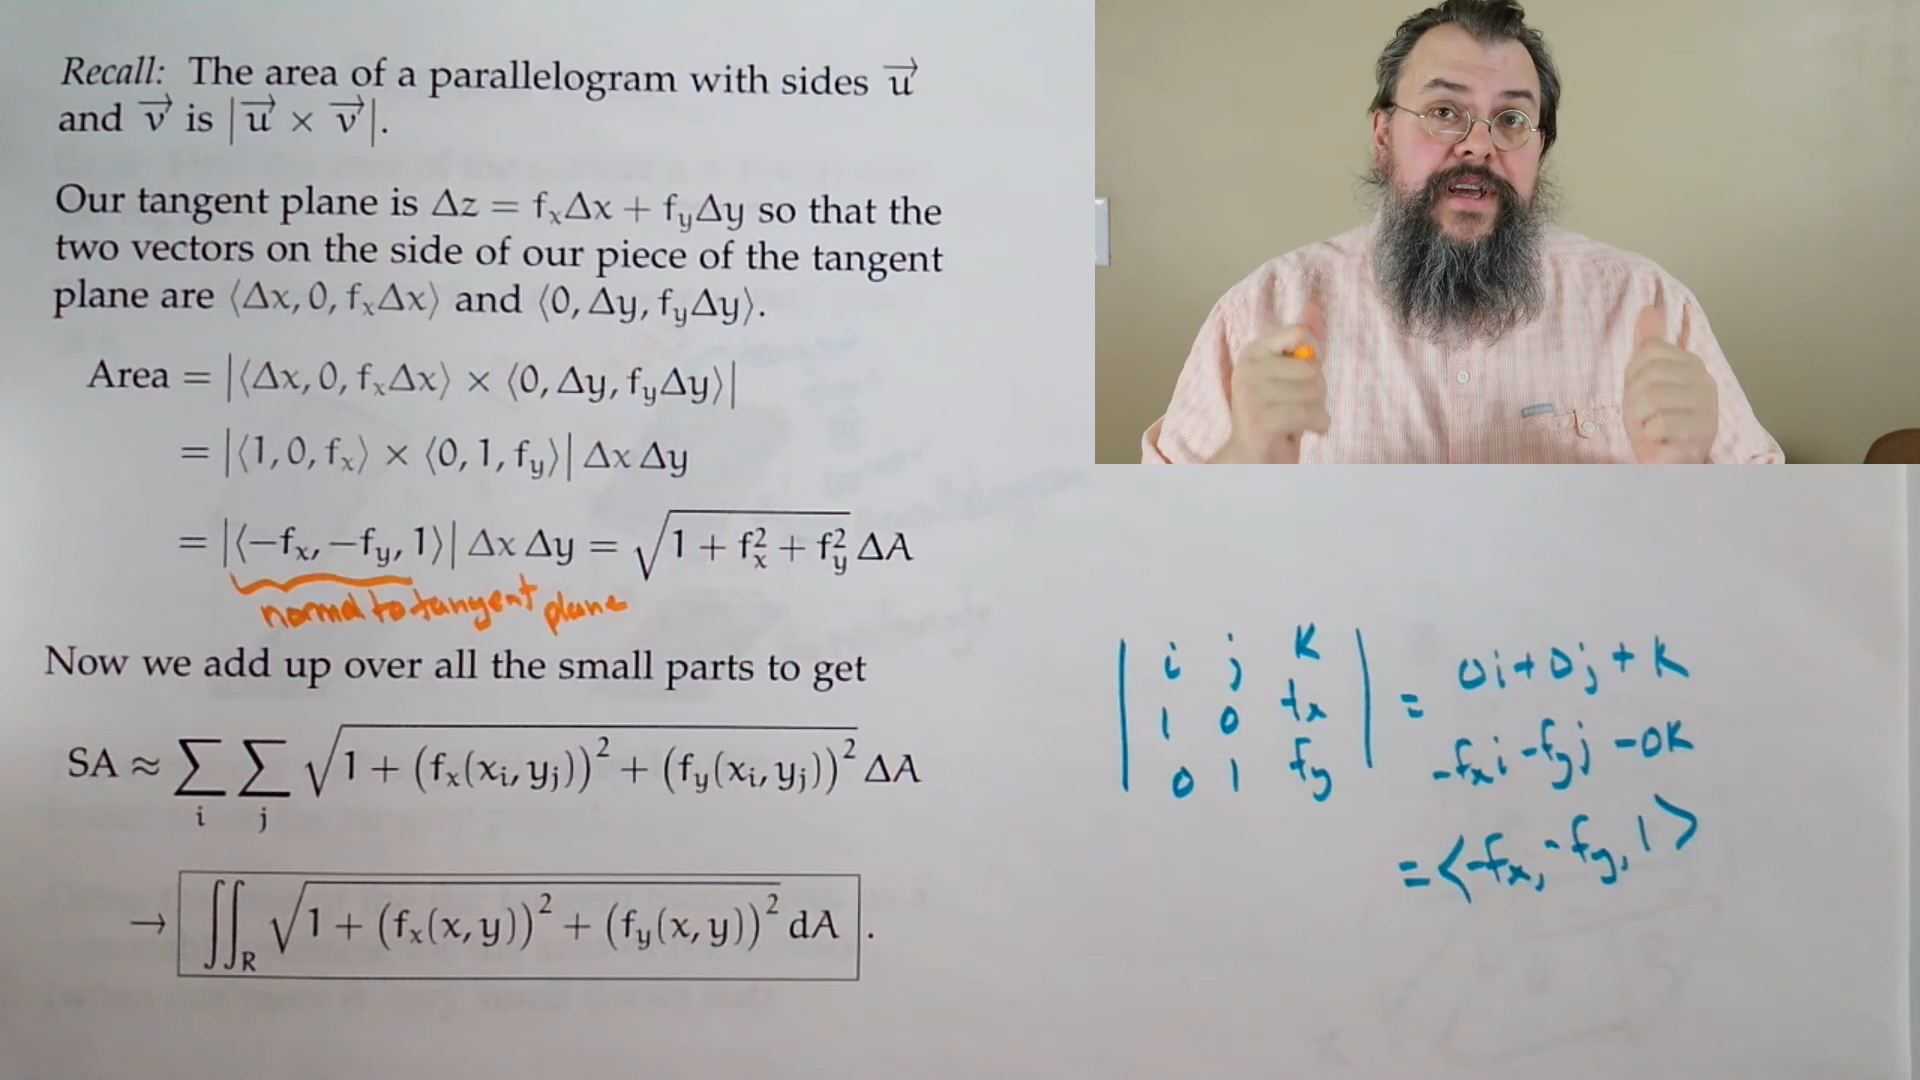 Recall: The area of a parallelogram with sides u⃗
and v⃗ is |u⃗ × v⃗|.
Our tangent plane is Δz = fₓΔx + f_yΔy so that the
two vectors on the side of our piece of the tangent
plane are ⟨Δx, 0, fₓΔx⟩ and ⟨0, Δy, f_yΔy⟩.
Area = |⟨Δx, 0, fₓΔx⟩ × ⟨0, Δy, f_yΔy⟩|
= |⟨1, 0, fₓ⟩ × ⟨0, 1, f_y⟩| Δx Δy
= |⟨−fₓ, −f_y, 1⟩| Δx Δy = √(1 + fₓ² + f_y²) ΔA
normal to tangent plane
Now we add up over all the small parts to get
SA ≈ ∑_i ∑_j √(1 + (fₓ(x_i, y_j))² + (f_y(x_i, y_j))²) ΔA
→ ∬_R √(1 + (fₓ(x, y))² + (f_y(x, y))²) dA .
| i j k |
| 1 0 fₓ | = 0i + 0j + k
| 0 1 f_y | −fₓi − f_yj − 0k
= ⟨−fₓ, −f_y, 1⟩